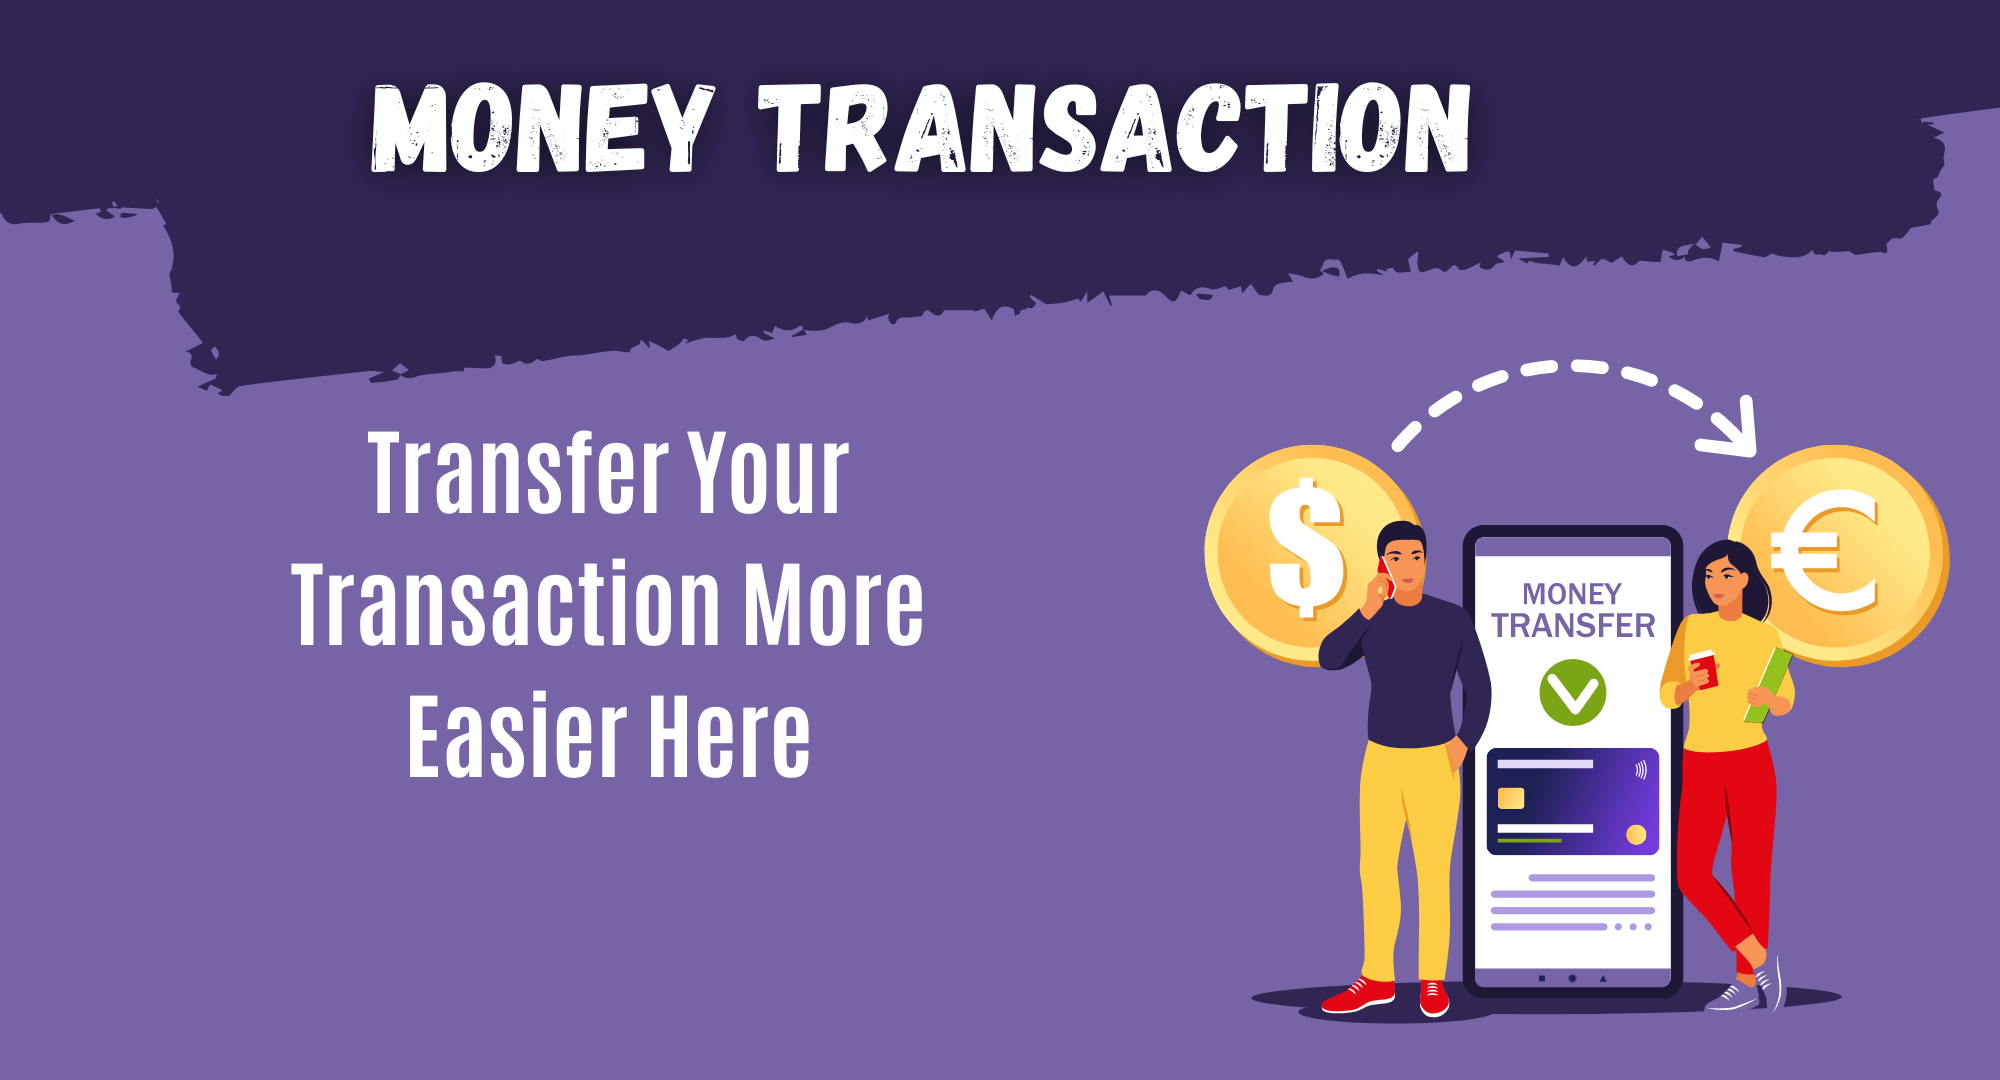 MONEY TRANSACTION
Transfer Your
Transaction More
Easier Here
$
€
MONEY
TRANSFER